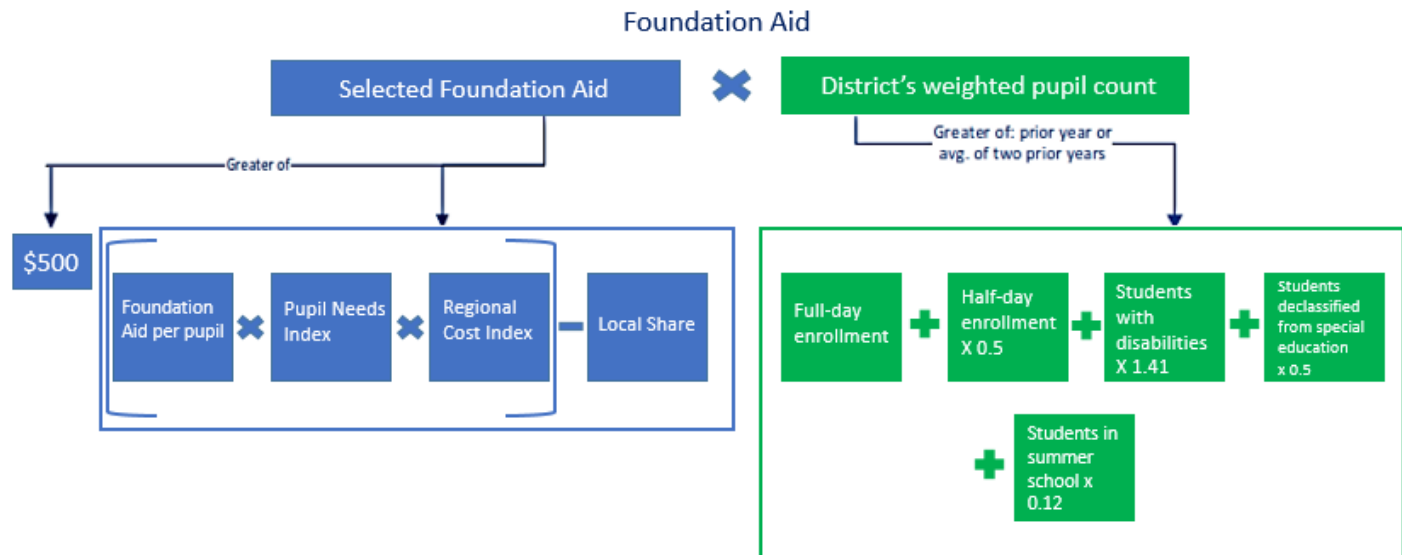 Foundation Aid
Selected Foundation Aid
District's weighted pupil count
Greater of
Greater of: prior year or
avg. of two prior years
$500
Foundation
Aid per pupil
Pupil Needs
Index
Regional
Cost Index
Local Share
Full-day
enrollment
Half-day
enrollment
X 0.5
Students
with
disabilities
X 1.41
Students
declassified
from special
education
x 0.5
Students in
summer
school x
0.12